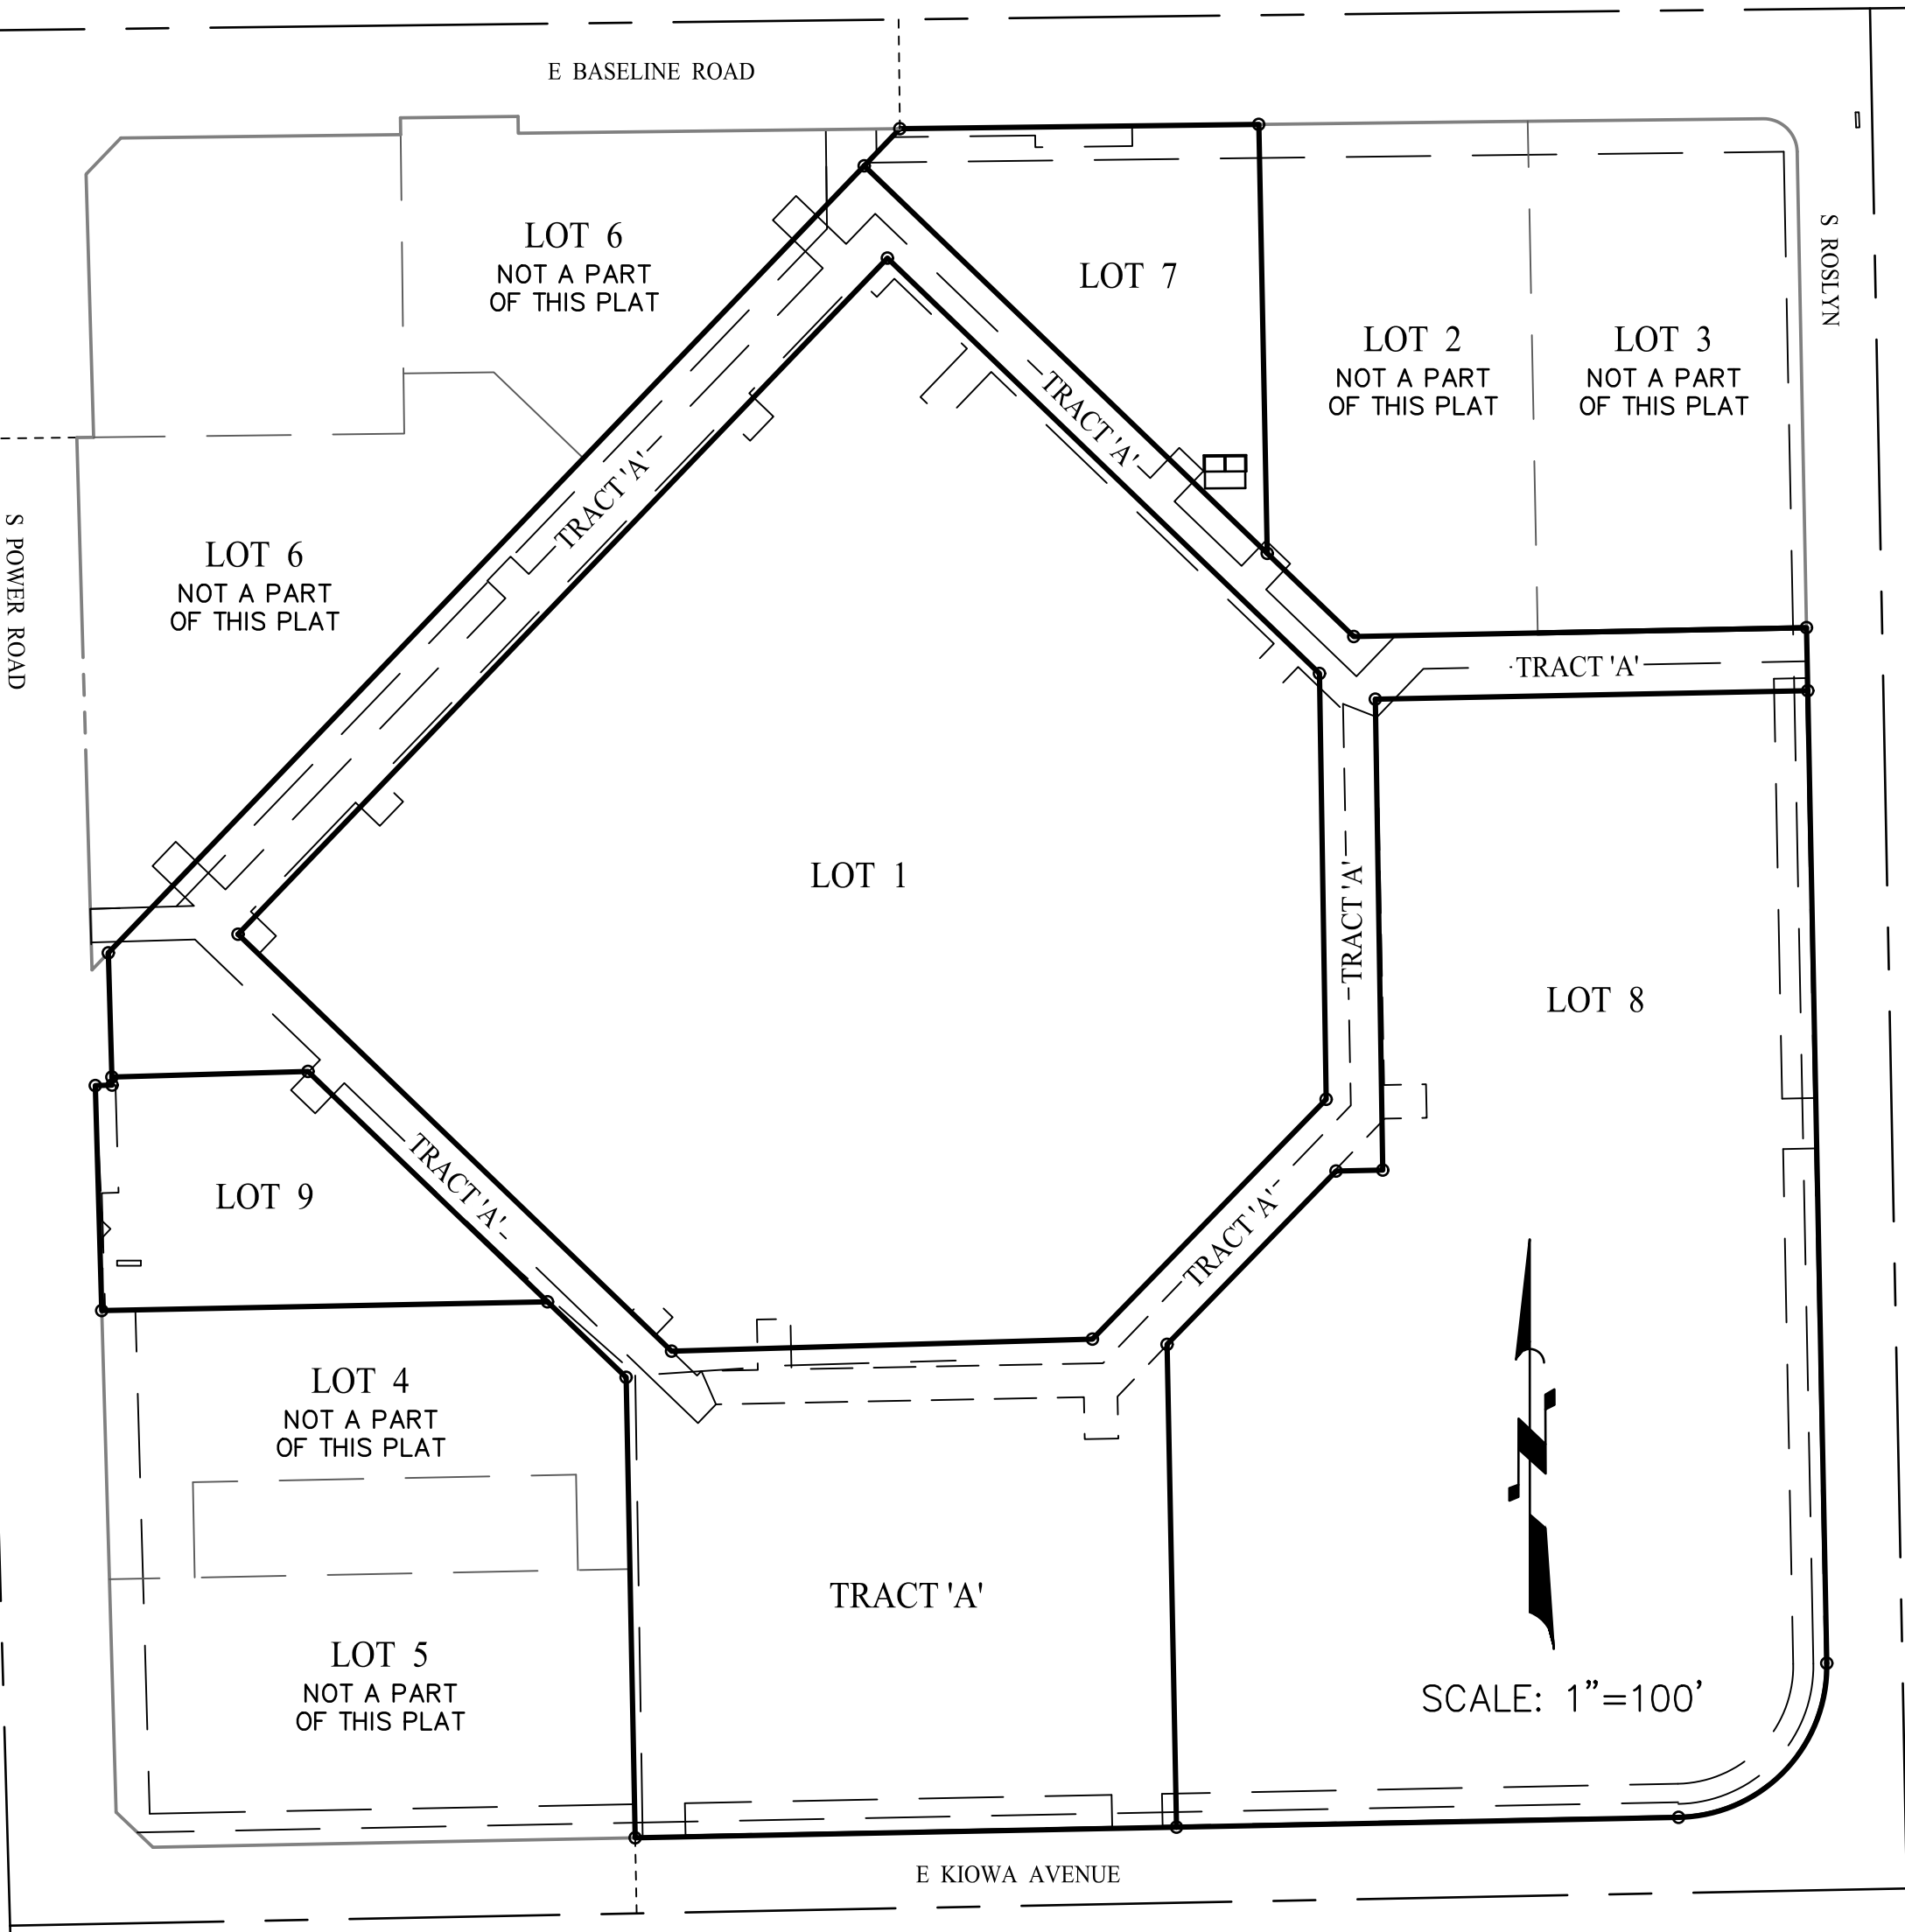 E BASELINE ROAD
LOT 6
NOT A PART
OF THIS PLAT
LOT 7
S ROSLYN
LOT 2
NOT A PART
OF THIS PLAT
LOT 3
NOT A PART
OF THIS PLAT
TRACT 'A'
TRACT 'A'
S POWER ROAD
LOT 6
NOT A PART
OF THIS PLAT
TRACT 'A'
LOT 1
TRACT 'A'
LOT 8
LOT 9
TRACT 'A'
TRACT 'A'
LOT 4
NOT A PART
OF THIS PLAT
N
TRACT 'A'
LOT 5
NOT A PART
OF THIS PLAT
SCALE: 1"=100'
E KIOWA AVENUE